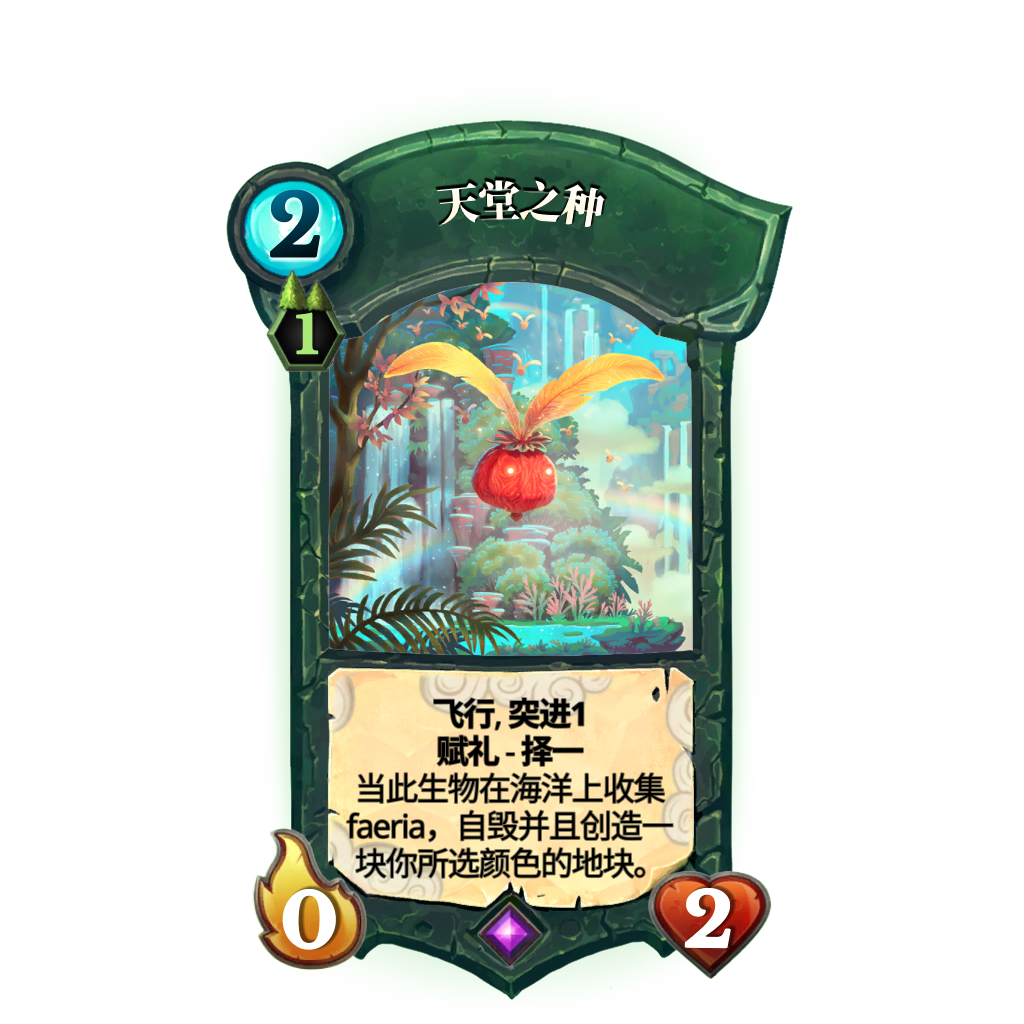 天堂之种
2
1
飞行, 突进1
赋礼 - 择一
当此生物在海洋上收集
faeria，自毁并且创造一
块你所选颜色的地块。
0
2